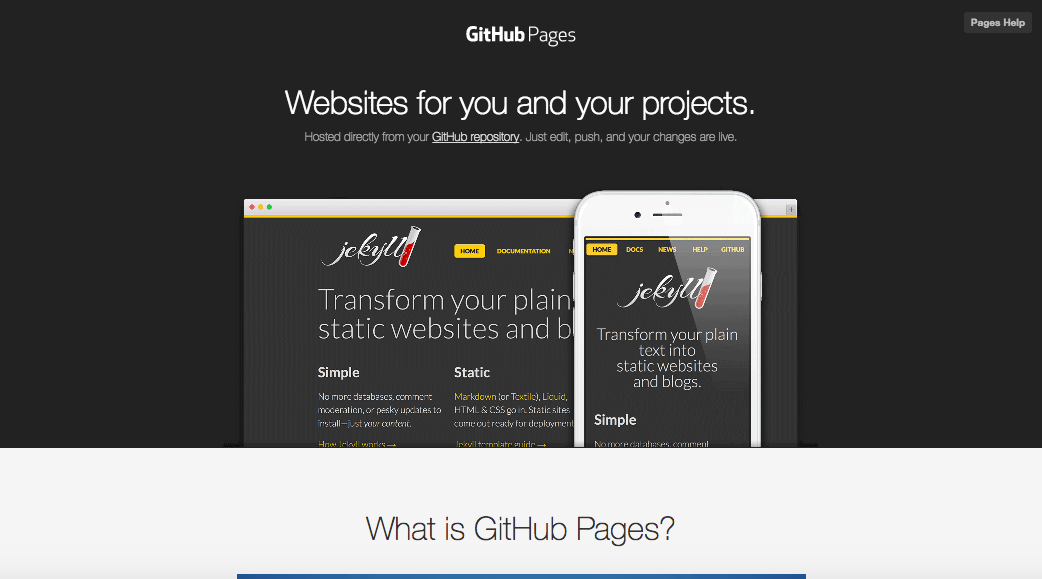 GitHub Pages
Pages Help
Websites for you and your projects.
Hosted directly from your GitHub repository. Just edit, push, and your changes are live.
jekyll
HOME DOCUMENTATION N
Transform your plain
static websites and b
Simple
No more databases, comment
moderation, or pesky updates to
install—just your content.
How Jekyll works →
Static
Markdown (or Textile), Liquid,
HTML & CSS go in. Static sites
come out ready for deployment
Jekyll template guide →
HOME DOCS NEWS HELP GITHUB
jekyll
Transform your plain
text into
static websites
and blogs.
Simple
No more databases, comment
What is GitHub Pages?